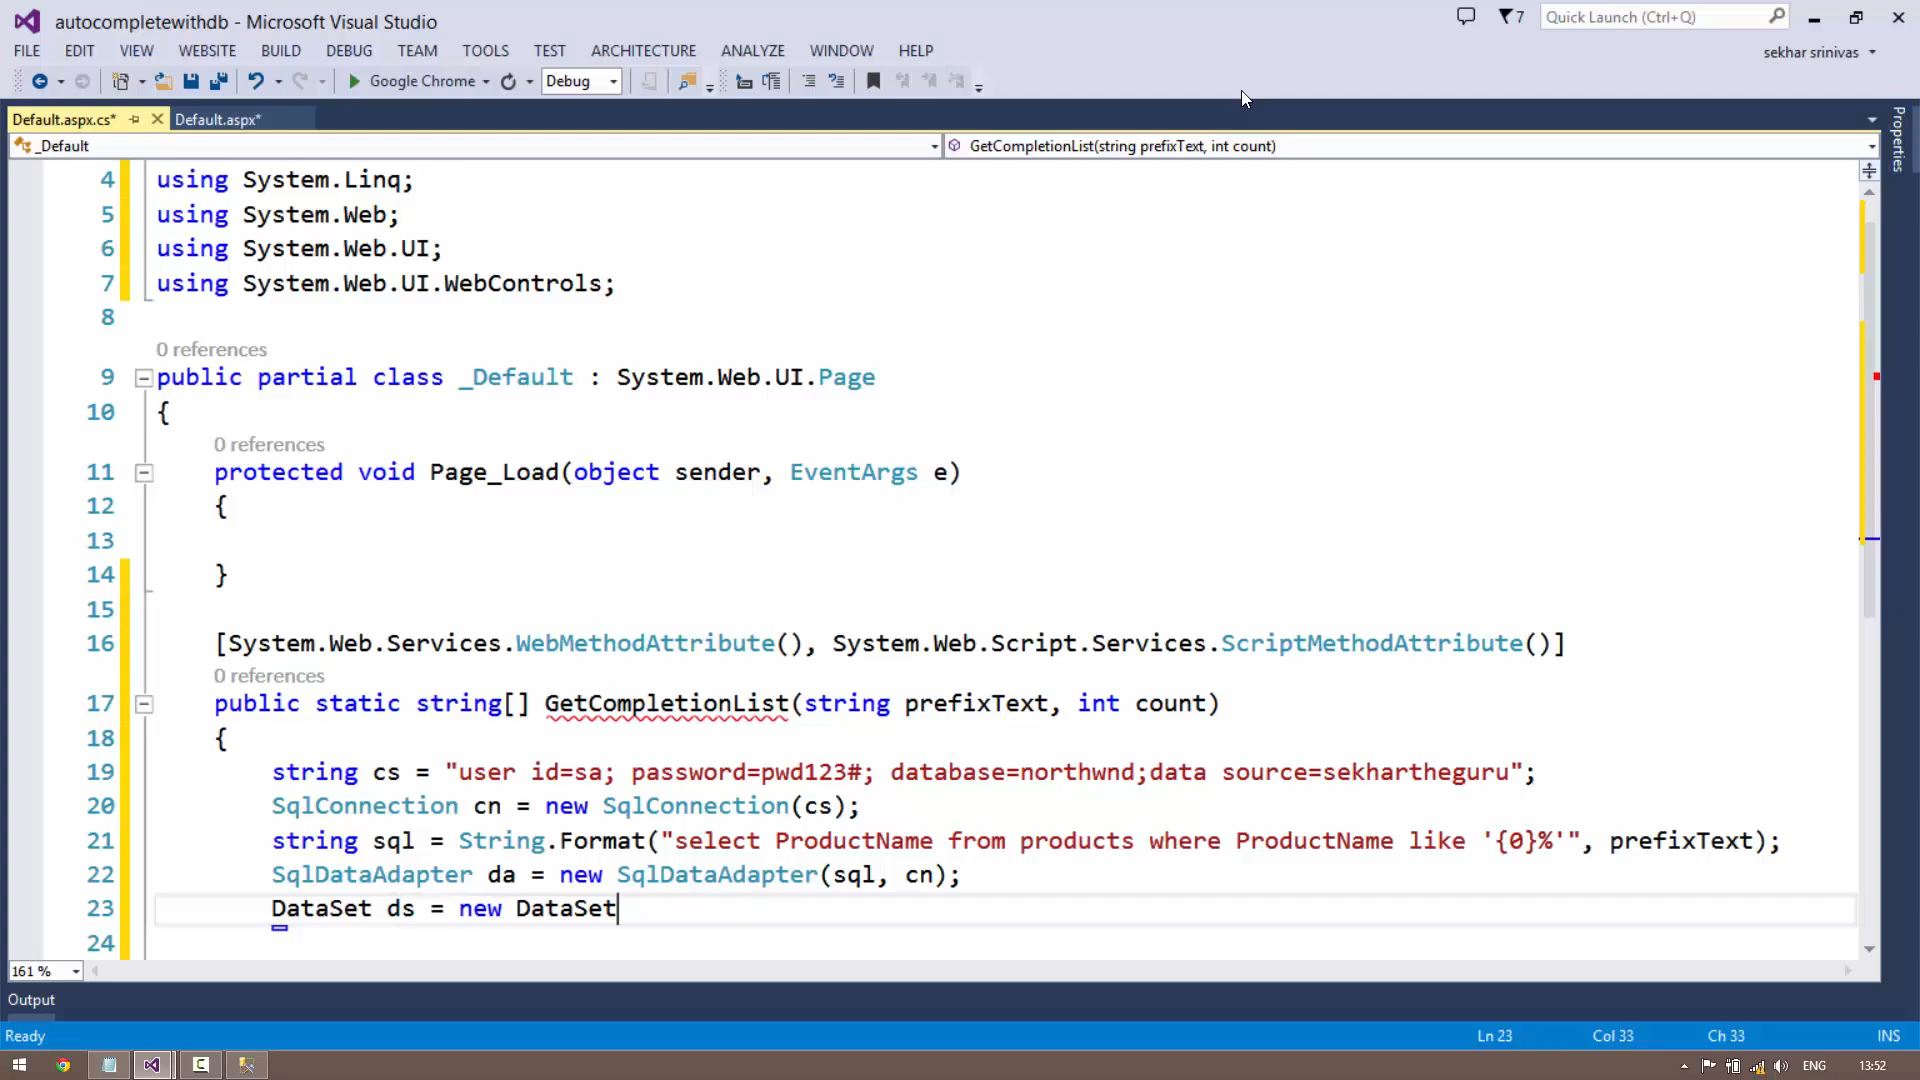 autocompletewithdb - Microsoft Visual Studio
7
Quick Launch (Ctrl+Q)
FILE EDIT VIEW WEBSITE BUILD DEBUG TEAM TOOLS TEST ARCHITECTURE ANALYZE WINDOW HELP
sekhar srinivas
Google Chrome
Debug
Default.aspx.cs*
Default.aspx*
Properties
_Default
GetCompletionList(string prefixText, int count)
4 using System.Linq;
5 using System.Web;
6 using System.Web.UI;
7 using System.Web.UI.WebControls;
8
0 references
9 public partial class _Default : System.Web.UI.Page
10 {
0 references
11 protected void Page_Load(object sender, EventArgs e)
12 {
13
14 }
15
16 [System.Web.Services.WebMethodAttribute(), System.Web.Script.Services.ScriptMethodAttribute()]
0 references
17 public static string[] GetCompletionList(string prefixText, int count)
18 {
19 string cs = "user id=sa; password=pwd123#; database=northwnd;data source=sekhartheguru";
20 SqlConnection cn = new SqlConnection(cs);
21 string sql = String.Format("select ProductName from products where ProductName like '{0}%'", prefixText);
22 SqlDataAdapter da = new SqlDataAdapter(sql, cn);
23 DataSet ds = new DataSet
24
161 %
Output
Ready
Ln 23
Col 33
Ch 33
INS
ENG
13:52